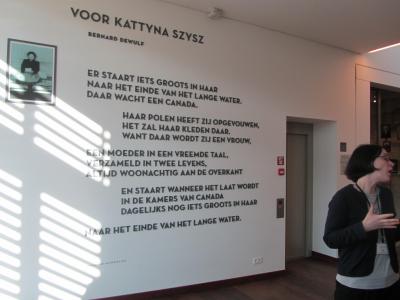 VOOR KATTYNA SZYSZ
BERNARD DEWULF
ER STAART IETS GROOTS IN HAAR
NAAR HET EINDE VAN HET LANGE WATER.
DAAR WACHT EEN CANADA.
HAAR POLEN HEEFT ZIJ OPGEVOUWEN,
HET ZAL HAAR KLEDEN DAAR.
WANT DAAR WORDT ZIJ EEN VROUW,
EEN MOEDER IN EEN VREEMDE TAAL,
VERZAMELD IN TWEE LEVENS,
ALTIJD WOONACHTIG AAN DE OVERKANT
EN STAART WANNEER HET LAAT WORDT
IN DE KAMERS VAN CANADA
DAGELIJKS NOG IETS GROOTS IN HAAR
NAAR HET EINDE VAN HET LANGE WATER.